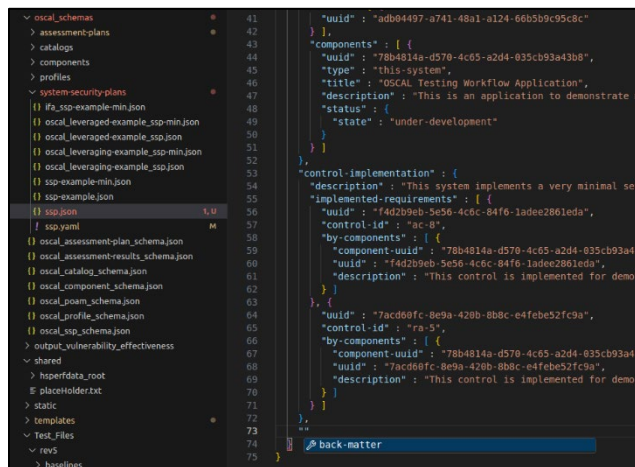 oscal_schemas
assessment-plans
catalogs
components
profiles
system-security-plans
{} ifa_ssp-example-min.json
{} oscal_leveraged-example_ssp-min.json
{} oscal_leveraged-example_ssp.json
{} oscal_leveraging-example_ssp-min.json
{} oscal_leveraging-example_ssp.json
{} ssp-example-min.json
{} ssp-example.json
{} ssp.json 1, U
! ssp.yaml M
{} oscal_assessment-plan_schema.json
{} oscal_assessment-results_schema.json
{} oscal_catalog_schema.json
{} oscal_component_schema.json
{} oscal_poam_schema.json
{} oscal_profile_schema.json
{} oscal_ssp_schema.json
output_vulnerability_effectiveness
shared
hsperfdata_root
placeHolder.txt
static
templates
Test_Files
rev5
baselines
41 "uuid" : "adb04497-a741-48a1-a124-66b5b9c95c8c"
42 } ],
43 "components" : [ {
44 "uuid" : "78b4814a-d570-4c65-a2d4-035cb93a43b8",
45 "type" : "this-system",
46 "title" : "OSCAL Testing Workflow Application",
47 "description" : "This is an application to demonstrate
48 "status" : {
49 "state" : "under-development"
50 }
51 } ]
52 },
53 "control-implementation" : {
54 "description" : "This system implements a very minimal se
55 "implemented-requirements" : [ {
56 "uuid" : "f4d2b9eb-5e56-4c6c-84f6-1adee2861eda",
57 "control-id" : "ac-8",
58 "by-components" : [ {
59 "component-uuid" : "78b4814a-d570-4c65-a2d4-035cb93a4
60 "uuid" : "f4d2b9eb-5e56-4c6c-84f6-1adee2861eda",
61 "description" : "This control is implemented for demo
62 } ]
63 }, {
64 "uuid" : "7acd60fc-8e9a-420b-8b8c-e4febe52fc9a",
65 "control-id" : "ra-5",
66 "by-components" : [ {
67 "component-uuid" : "78b4814a-d570-4c65-a2d4-035cb93a4
68 "uuid" : "7acd60fc-8e9a-420b-8b8c-e4febe52fc9a",
69 "description" : "This control is implemented for demo
70 } ]
71 } ]
72 },
73 ""
74 } back-matter
75 }